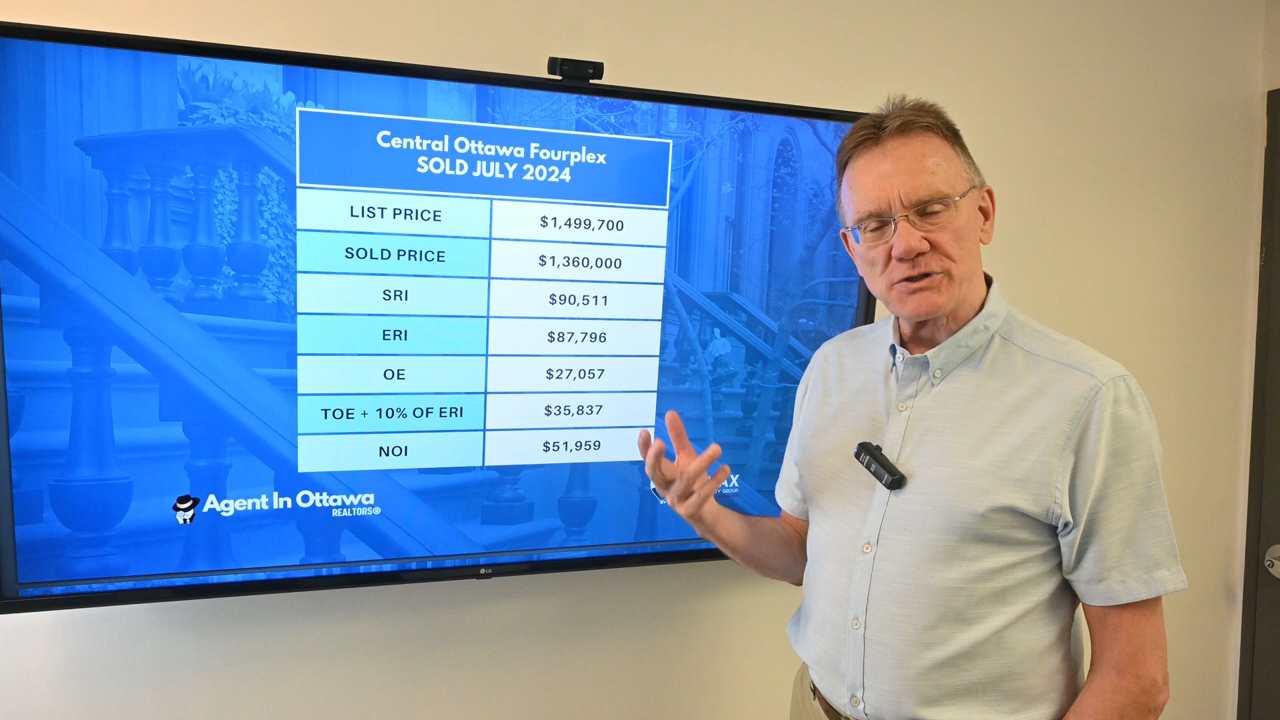 Central Ottawa Fourplex
SOLD JULY 2024
LIST PRICE $1,499,700
SOLD PRICE $1,360,000
SRI $90,511
ERI $87,796
OE $27,057
TOE + 10% OF ERI $35,837
NOI $51,959
Agent In Ottawa
REALTORS®
AX
GROUP
LG